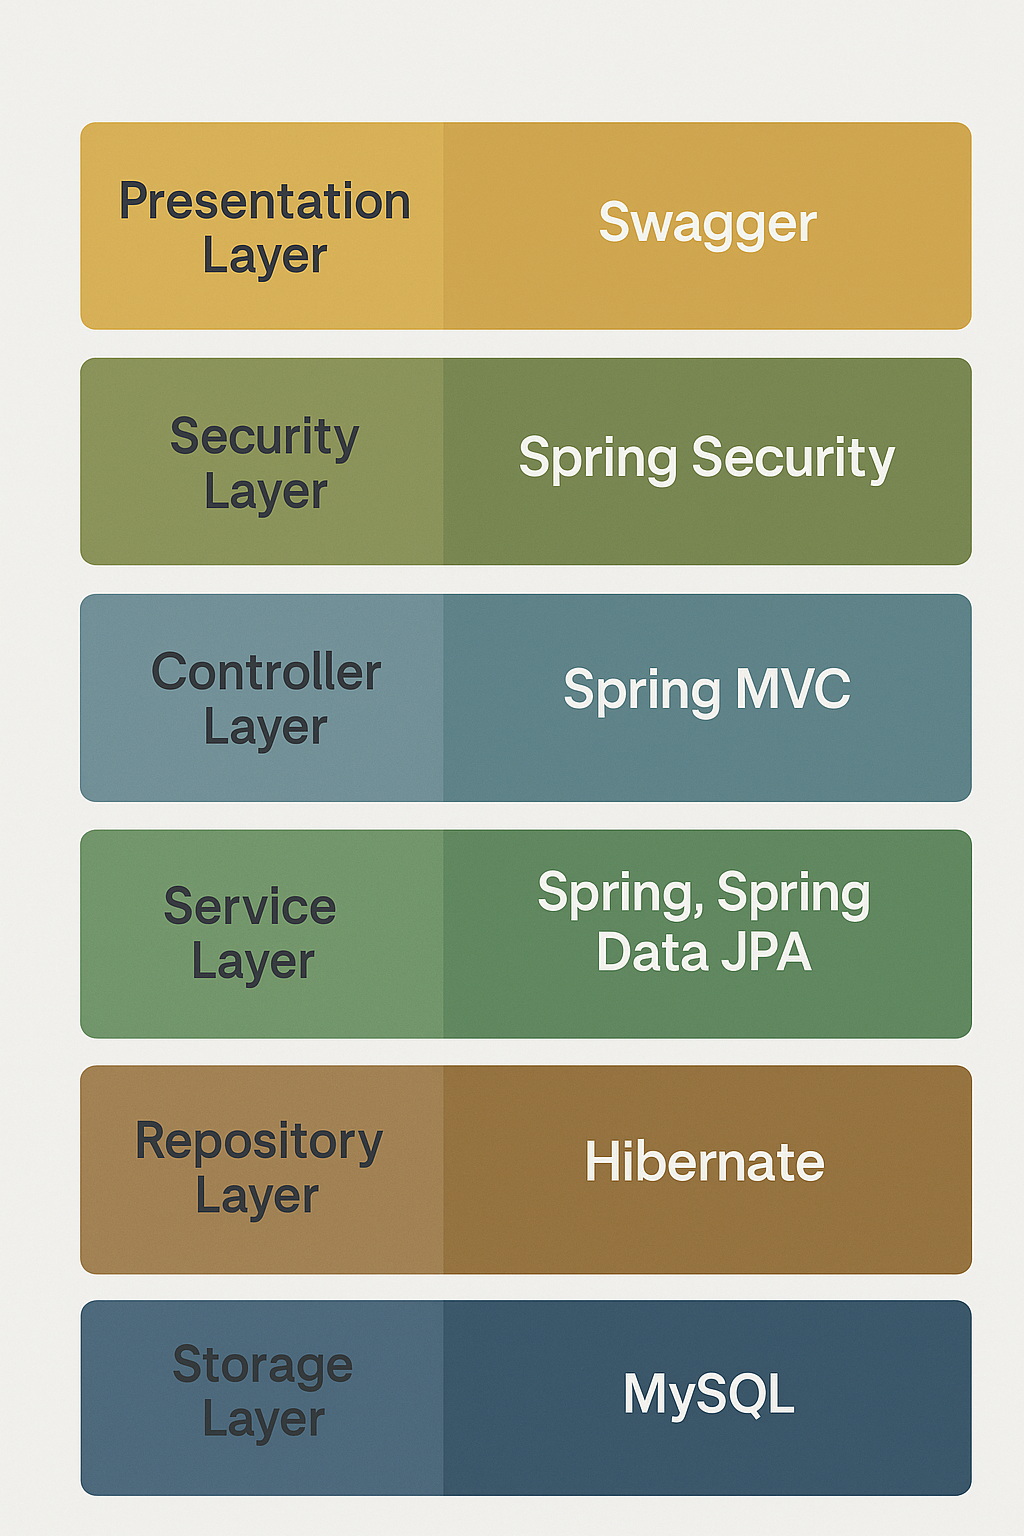 Presentation
Layer
Swagger
Security
Layer
Spring Security
Controller
Layer
Spring MVC
Service
Layer
Spring, Spring
Data JPA
Repository
Layer
Hibernate
Storage
Layer
MySQL